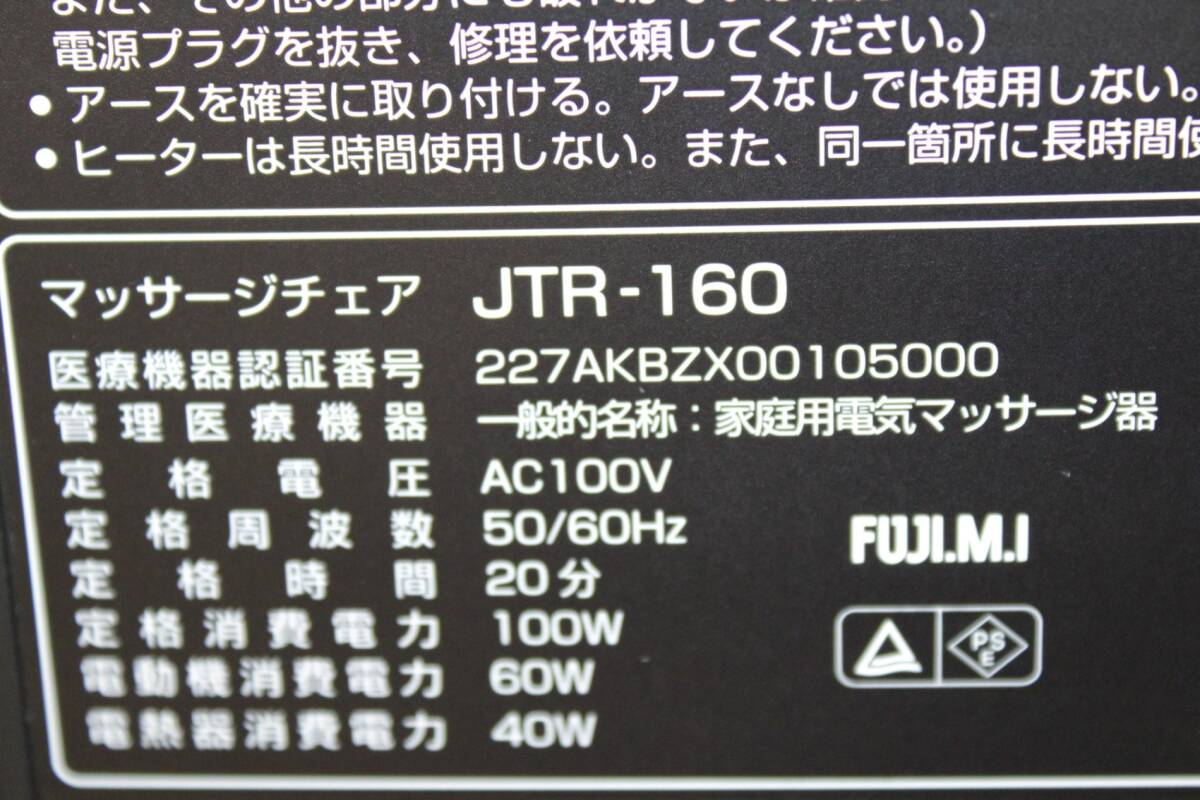 電源プラグを抜き、修理を依頼してください。）
• アースを確実に取り付ける。アースなしでは使用しない。
• ヒーターは長時間使用しない。また、同一箇所に長時間使
マッサージチェア JTR-160
医療機器認証番号 227AKBZX00105000
管理医療機器 一般的名称：家庭用電気マッサージ器
定格電圧 AC100V
定格周波数 50/60Hz
定格時間 20分
定格消費電力 100W
電動機消費電力 60W
電熱器消費電力 40W
FUJI.M.I
PSE